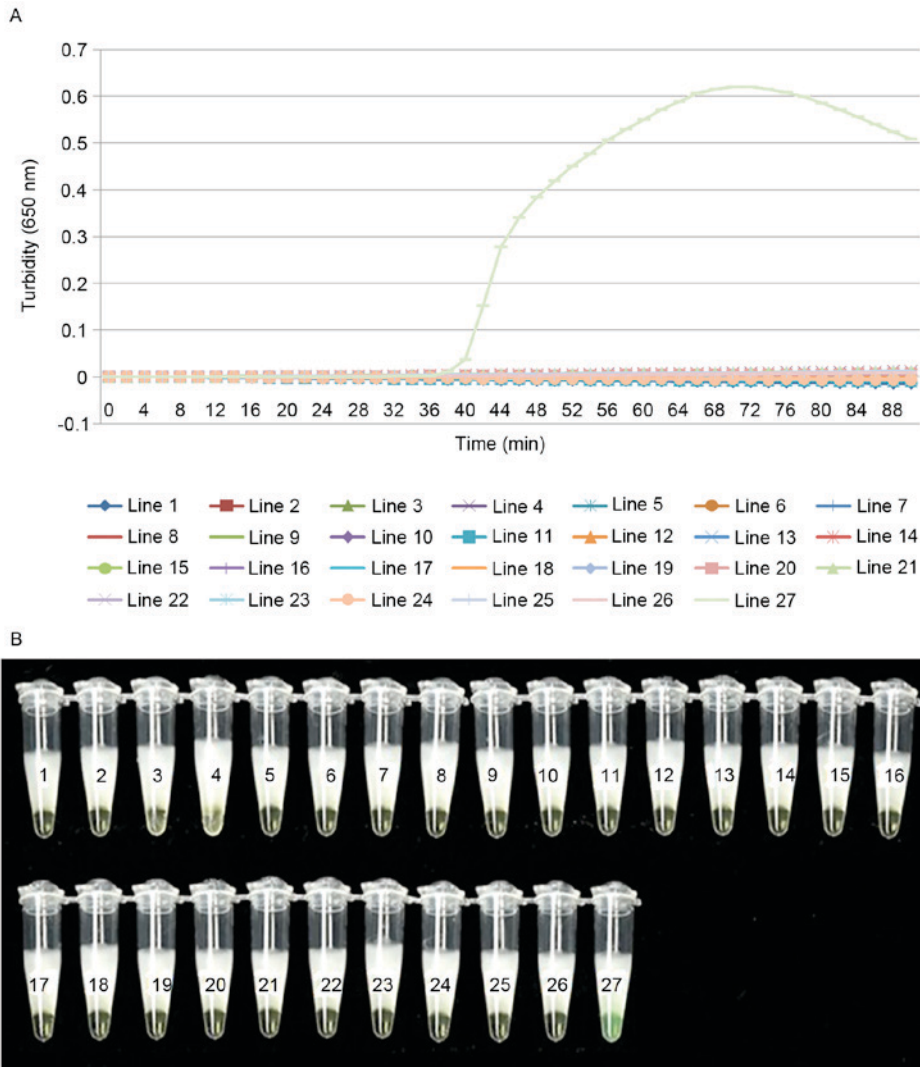 A
0.7
0.6
0.5
0.4
0.3
0.2
0.1
0
-0.1
Turbidity (650 nm)
0 4 8 12 16 20 24 28 32 36 40 44 48 52 56 60 64 68 72 76 80 84 88
Time (min)
Line 1 Line 2 Line 3 Line 4 Line 5 Line 6 Line 7
Line 8 Line 9 Line 10 Line 11 Line 12 Line 13 Line 14
Line 15 Line 16 Line 17 Line 18 Line 19 Line 20 Line 21
Line 22 Line 23 Line 24 Line 25 Line 26 Line 27
B
1 2 3 4 5 6 7 8 9 10 11 12 13 14 15 16
17 18 19 20 21 22 23 24 25 26 27